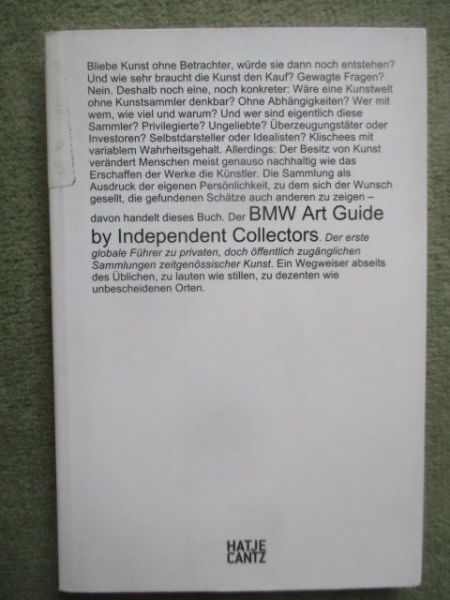 Bliebe Kunst ohne Betrachter, würde sie dann noch entstehen?
Und wie sehr braucht die Kunst den Kauf? Gewagte Fragen?
Nein. Deshalb noch eine, noch konkreter: Wäre eine Kunstwelt
ohne Kunstsammler denkbar? Ohne Abhängigkeiten? Wer mit
wem, wie viel und warum? Und wer sind eigentlich diese
Sammler? Privilegierte? Ungeliebte? Überzeugungstäter oder
Investoren? Selbstdarsteller oder Idealisten? Klischees mit
variablem Wahrheitsgehalt. Allerdings: Der Besitz von Kunst
verändert Menschen meist genauso nachhaltig wie das
Erschaffen der Werke die Künstler. Die Sammlung als
Ausdruck der eigenen Persönlichkeit, zu dem sich der Wunsch
gesellt, die gefundenen Schätze auch anderen zu zeigen –
davon handelt dieses Buch. Der BMW Art Guide
by Independent Collectors. Der erste
globale Führer zu privaten, doch öffentlich zugänglichen
Sammlungen zeitgenössischer Kunst. Ein Wegweiser abseits
des Üblichen, zu lauten wie stillen, zu dezenten wie
unbescheidenen Orten.
HATJE
CANTZ